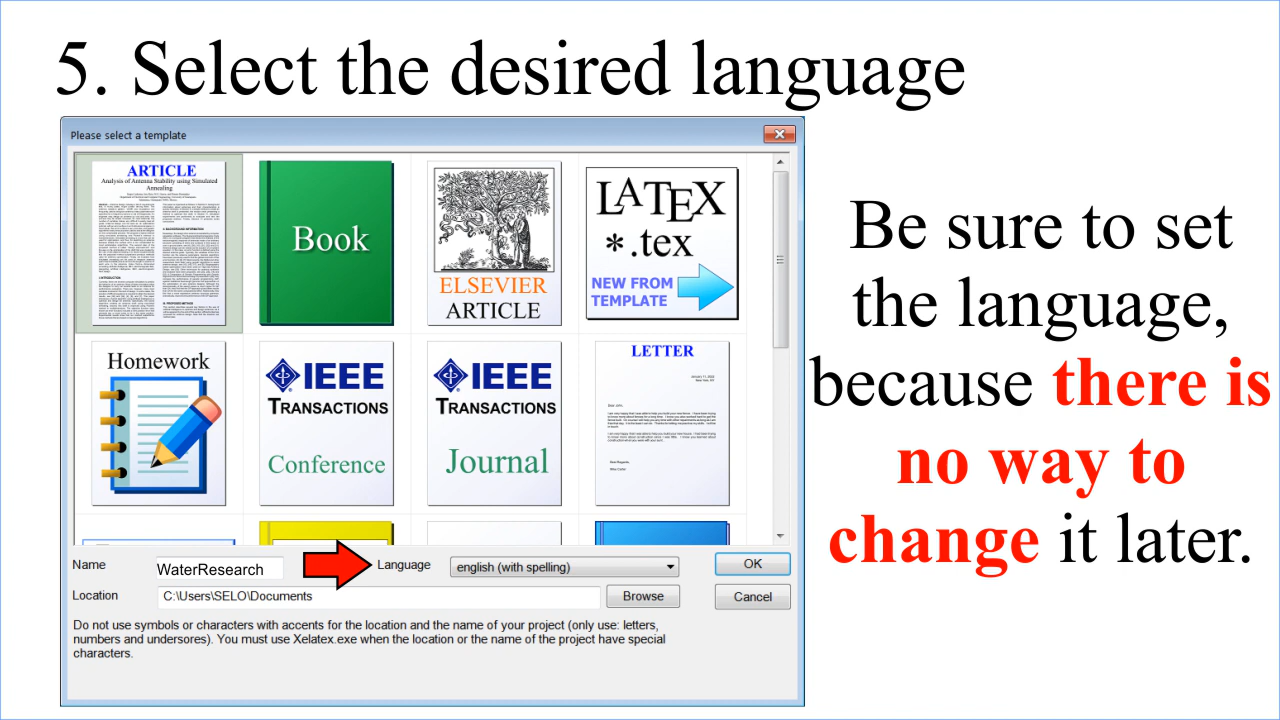 5. Select the desired language
Please select a template
ARTICLE
Analysis of Antenna Stability using Simulated
Annealing
Book
ELSEVIER
ARTICLE
LATEX
*.tex
NEW FROM
TEMPLATE
Homework
IEEE
TRANSACTIONS
Conference
IEEE
TRANSACTIONS
Journal
LETTER
Be sure to set
the language,
because there is
no way to
change it later.
Name
WaterResearch
Language
english (with spelling)
OK
Location
C:\Users\SELO\Documents
Browse
Cancel
Do not use symbols or characters with accents for the location and the name of your project (only use: letters,
numbers and undersores). You must use Xelatex.exe when the location or the name of the project have special
characters.